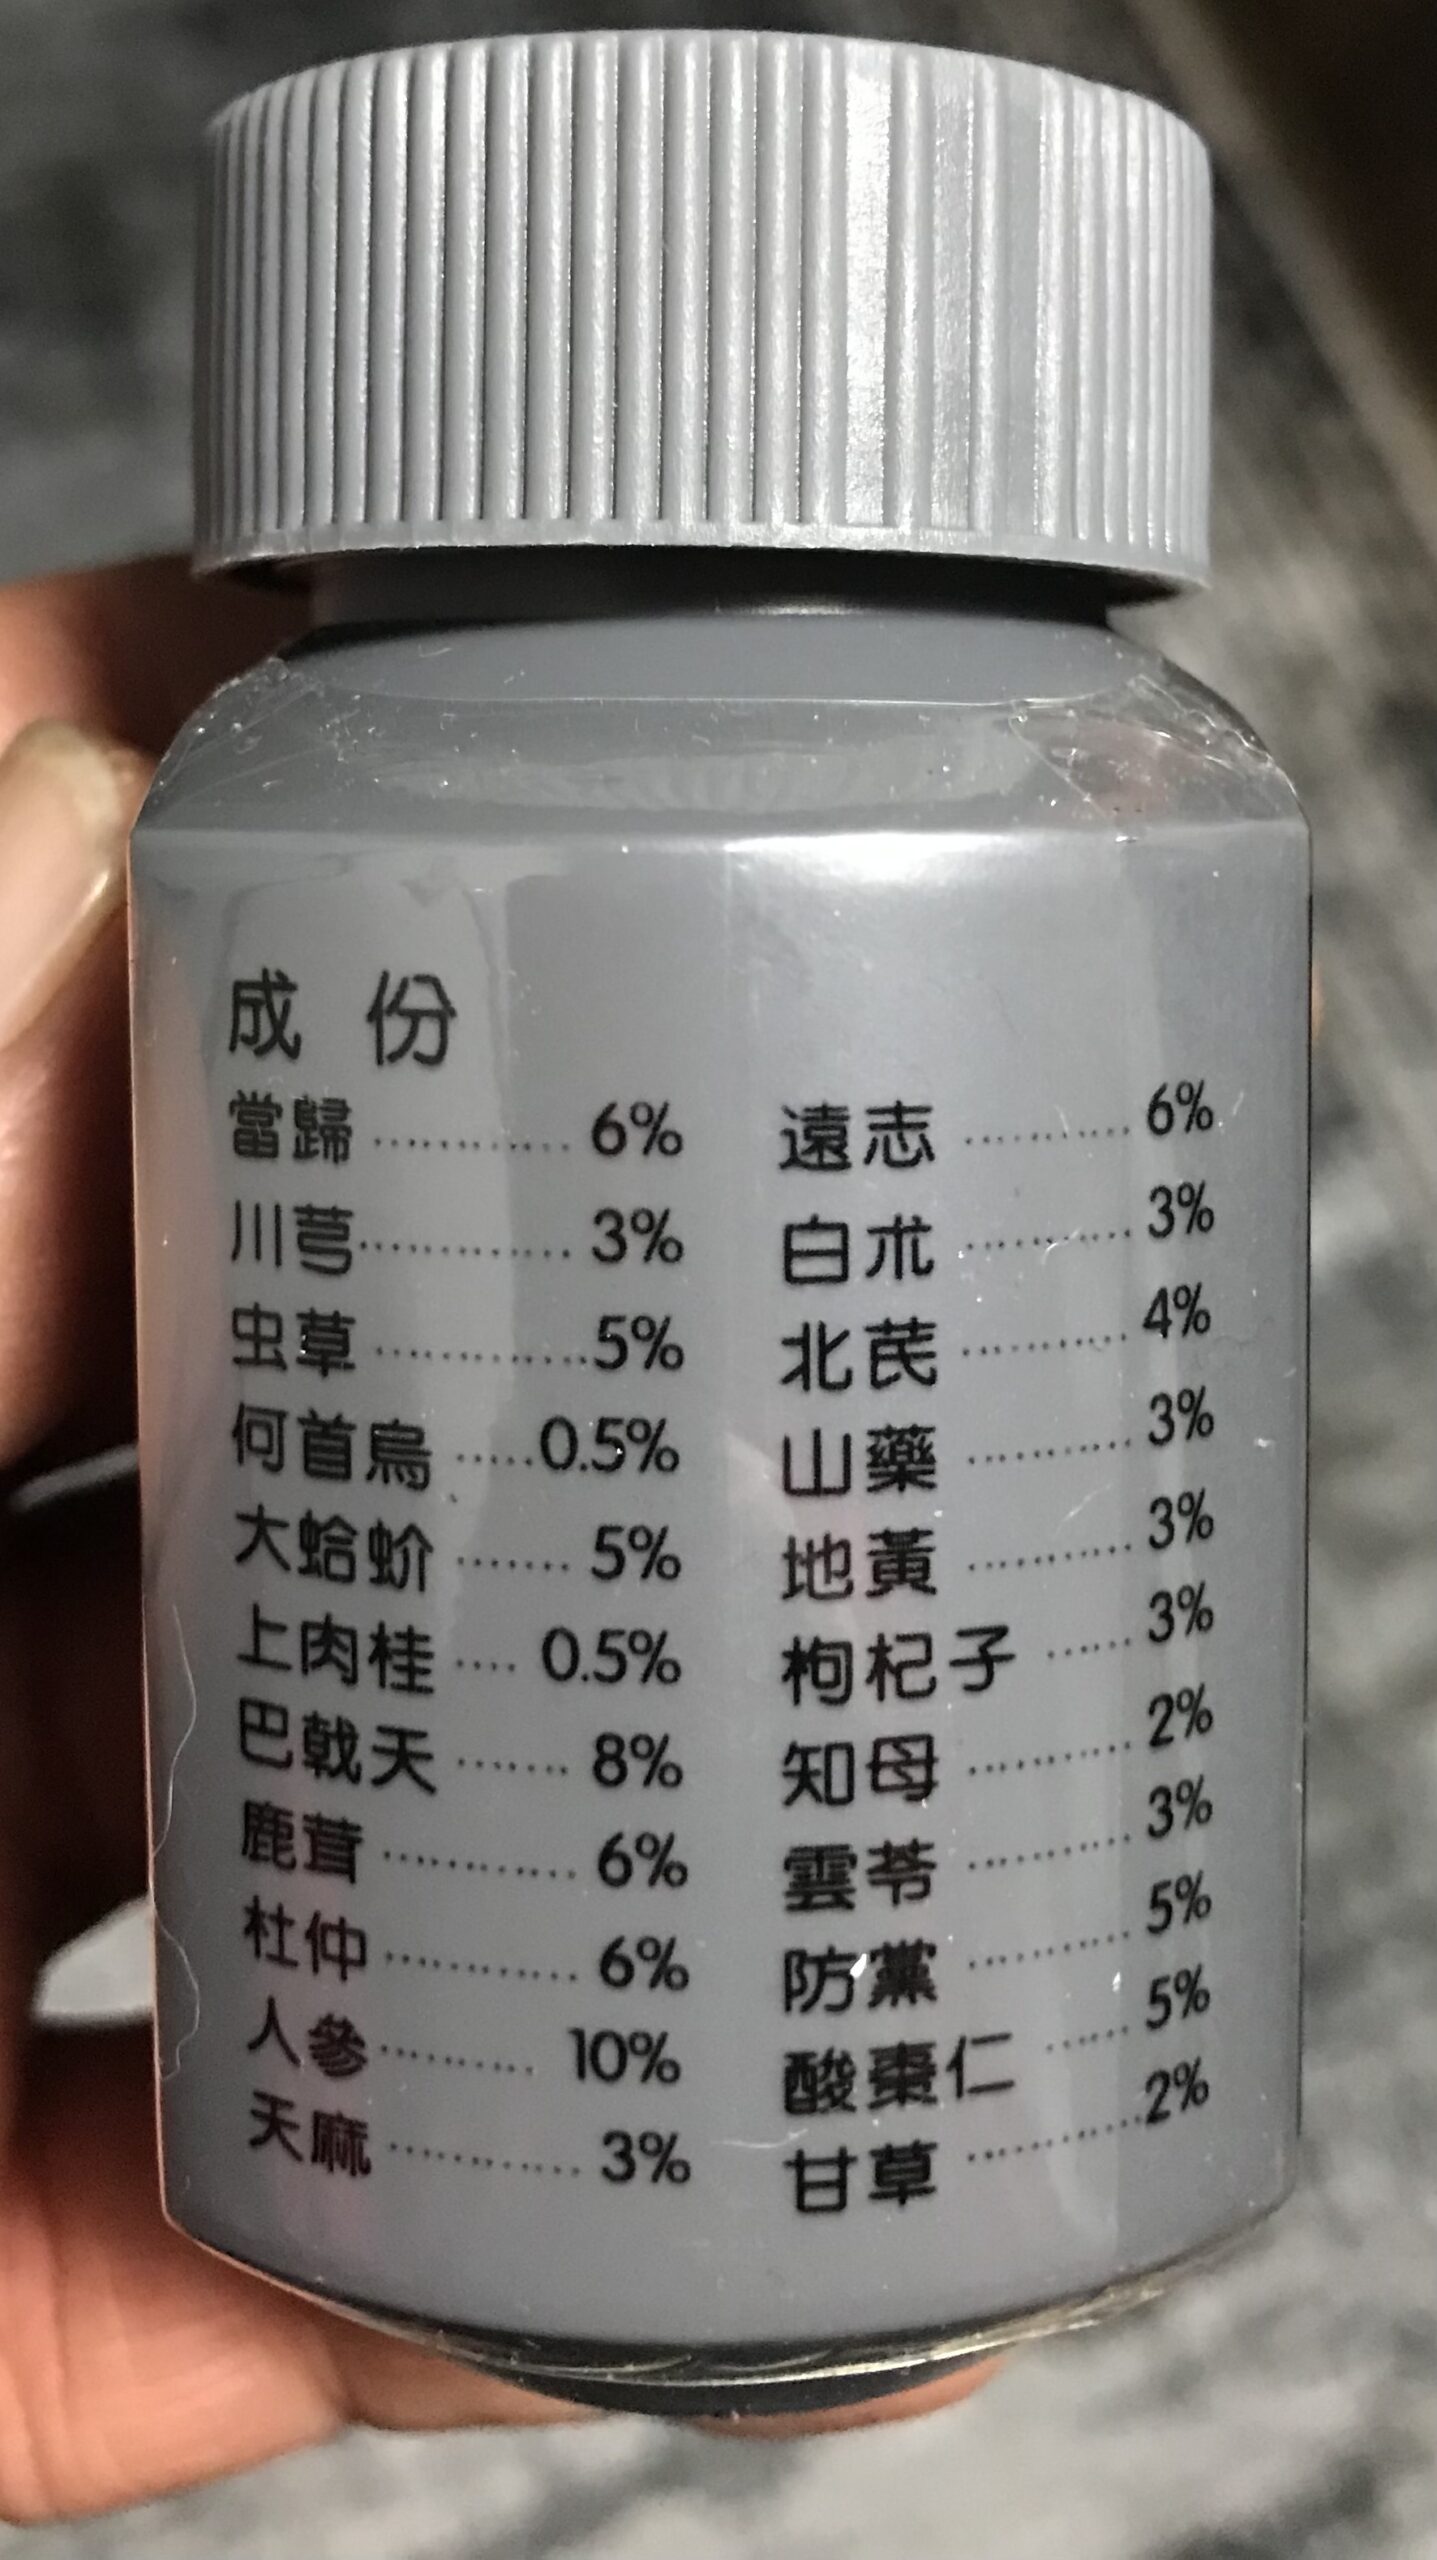 成份
當歸............6%
川芎............3%
虫草............5%
何首烏.....0.5%
大蛤蚧.......5%
上肉桂....0.5%
巴戟天.......8%
鹿茸............6%
杜仲............6%
人參..........10%
天麻............3%
遠志...........6%
白朮...........3%
北芪...........4%
山藥...........3%
地黃...........3%
枸杞子......3%
知母...........2%
雲苓...........3%
防黨...........5%
酸棗仁......5%
甘草...........2%